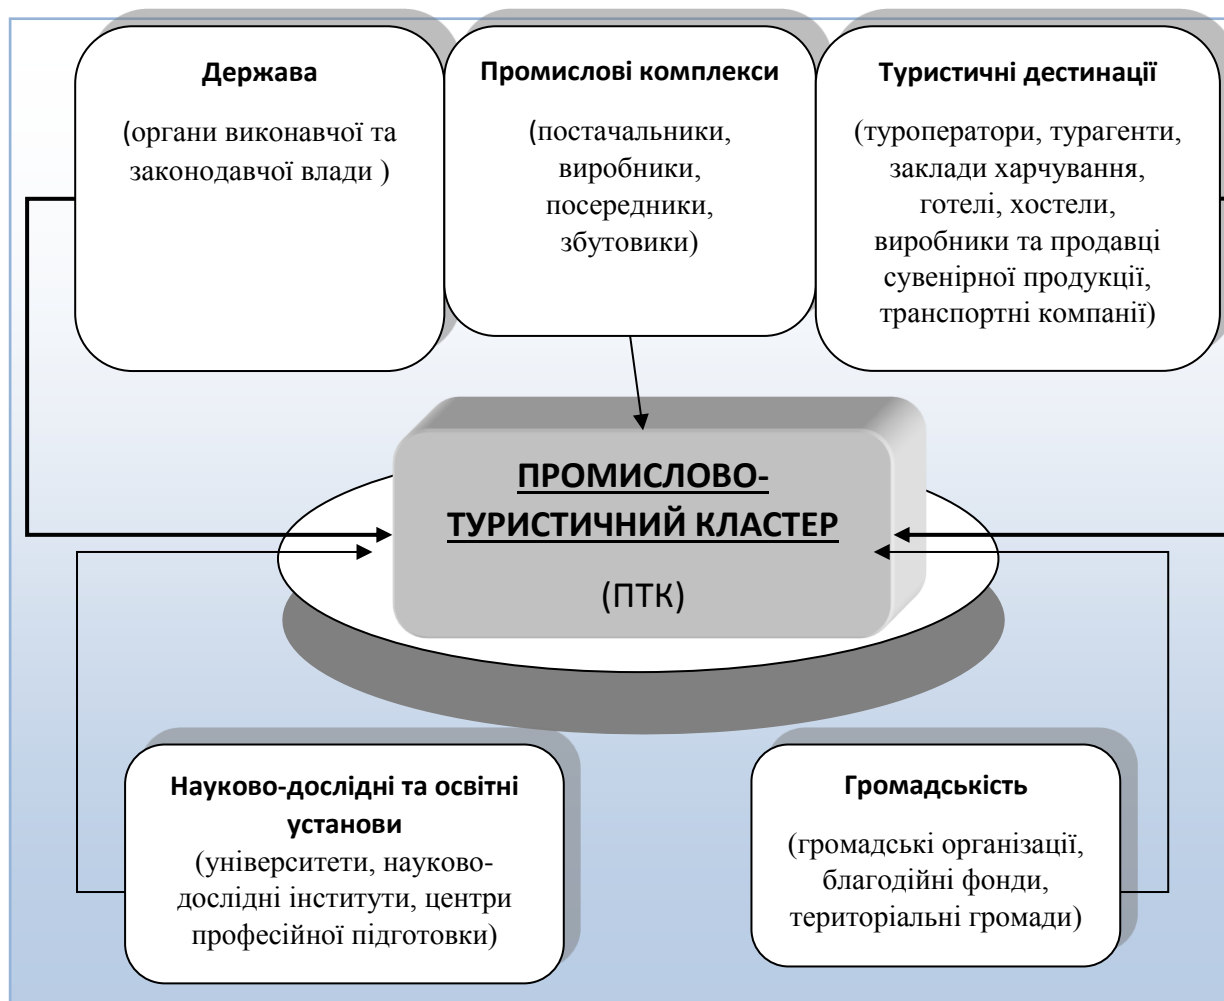 Держава
(органи виконавчої та
законодавчої влади )
Промислові комплекси
(постачальники,
виробники,
посередники,
збутовики)
Туристичні дестинації
(туроператори, турагенти,
заклади харчування,
готелі, хостели,
виробники та продавці
сувенірної продукції,
транспортні компанії)
ПРОМИСЛОВО-
ТУРИСТИЧНИЙ КЛАСТЕР
(ПТК)
Науково-дослідні та освітні
установи
(університети, науково-
дослідні інститути, центри
професійної підготовки)
Громадськість
(громадські організації,
благодійні фонди,
територіальні громади)